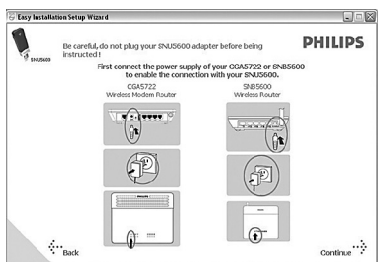 Easy Installation Setup Wizard
SNU5600
Be careful, do not plug your SNU5600 adapter before being
instructed !
PHILIPS
First connect the power supply of your CGA5722 or SNB5600
to enable the connection with your SNU5600.
CGA5722
Wireless Modem Router
SNB5600
Wireless Router
Back
Continue